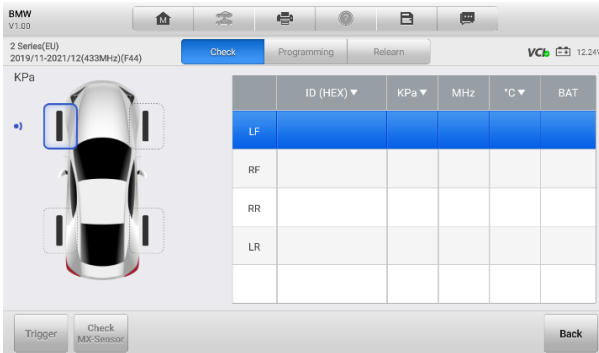 BMW
V1.00
M
?
2 Series(EU)
2019/11-2021/12(433MHz)(F44)
Check
Programming
Relearn
VCI
12.24V
KPa
ID (HEX) ▼
KPa ▼
MHz
°C ▼
BAT
LF
RF
RR
LR
Trigger
Check
MX-Sensor
Back